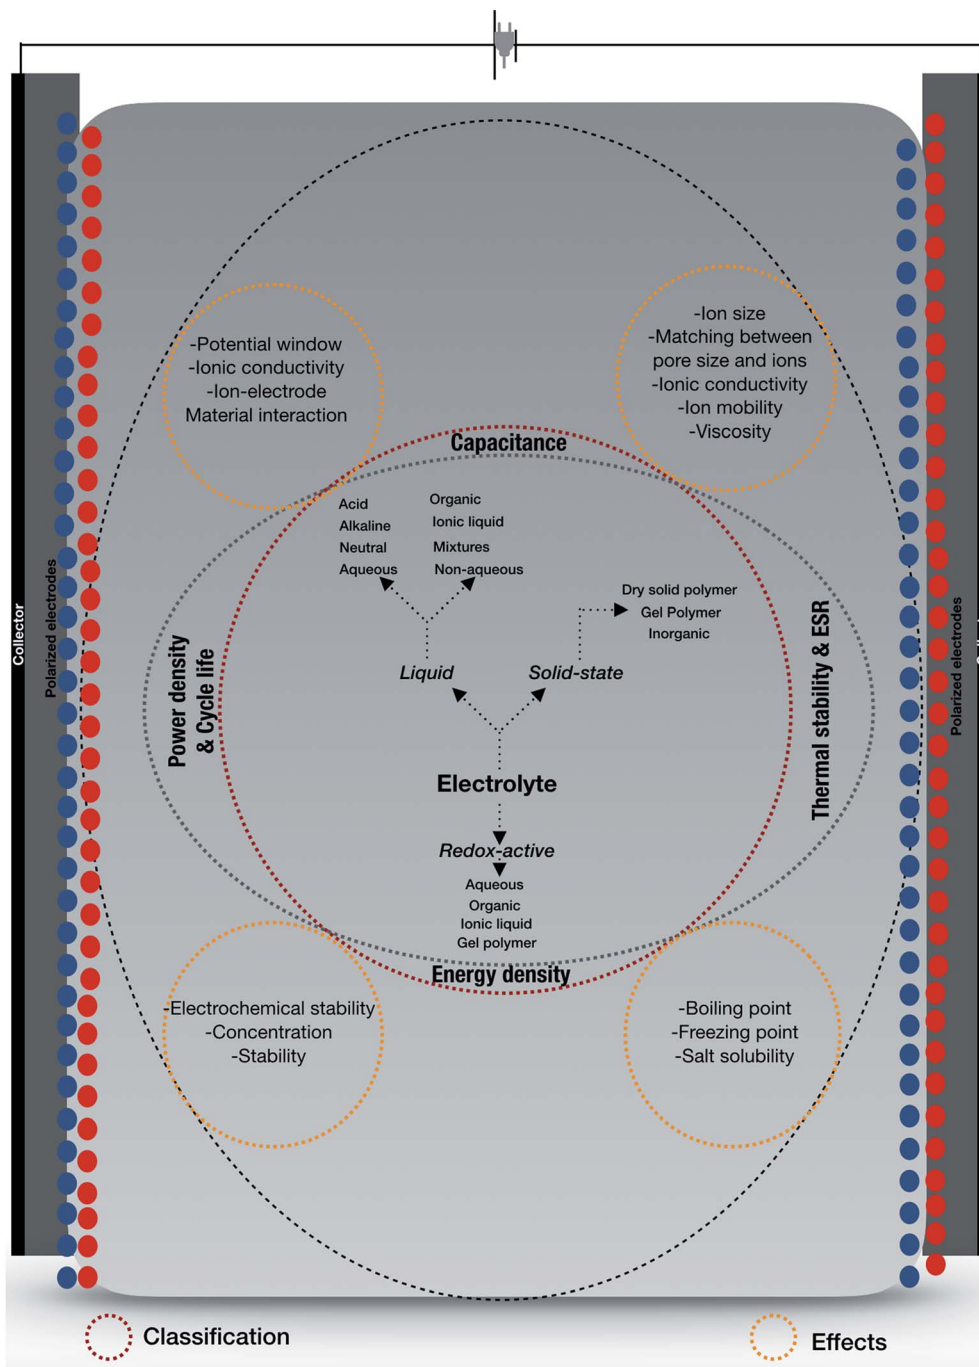 -Ion size
-Matching between
pore size and ions
-Ionic conductivity
-Ion mobility
-Viscosity
-Potential window
-Ionic conductivity
-Ion-electrode
Material interaction
Capacitance
Acid
Alkaline
Neutral
Aqueous
Organic
Ionic liquid
Mixtures
Non-aqueous
Dry solid polymer
Gel Polymer
Inorganic
Collector
Polarized electrodes
Power density
& Cycle life
Liquid
Solid-state
Thermal stability & ESR
Polarized electrodes
Electrolyte
Redox-active
Aqueous
Organic
Ionic liquid
Gel polymer
Energy density
-Electrochemical stability
-Concentration
-Stability
-Boiling point
-Freezing point
-Salt solubility
Classification
Effects